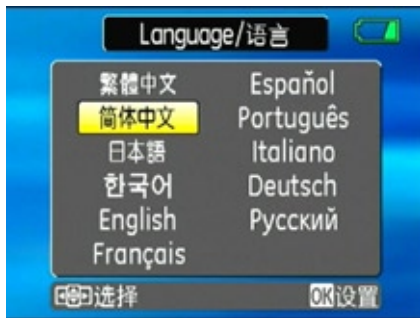 Language/语言
繁體中文
简体中文
日本語
한국어
English
Français
Español
Português
Italiano
Deutsch
Русский
选择
OK设置